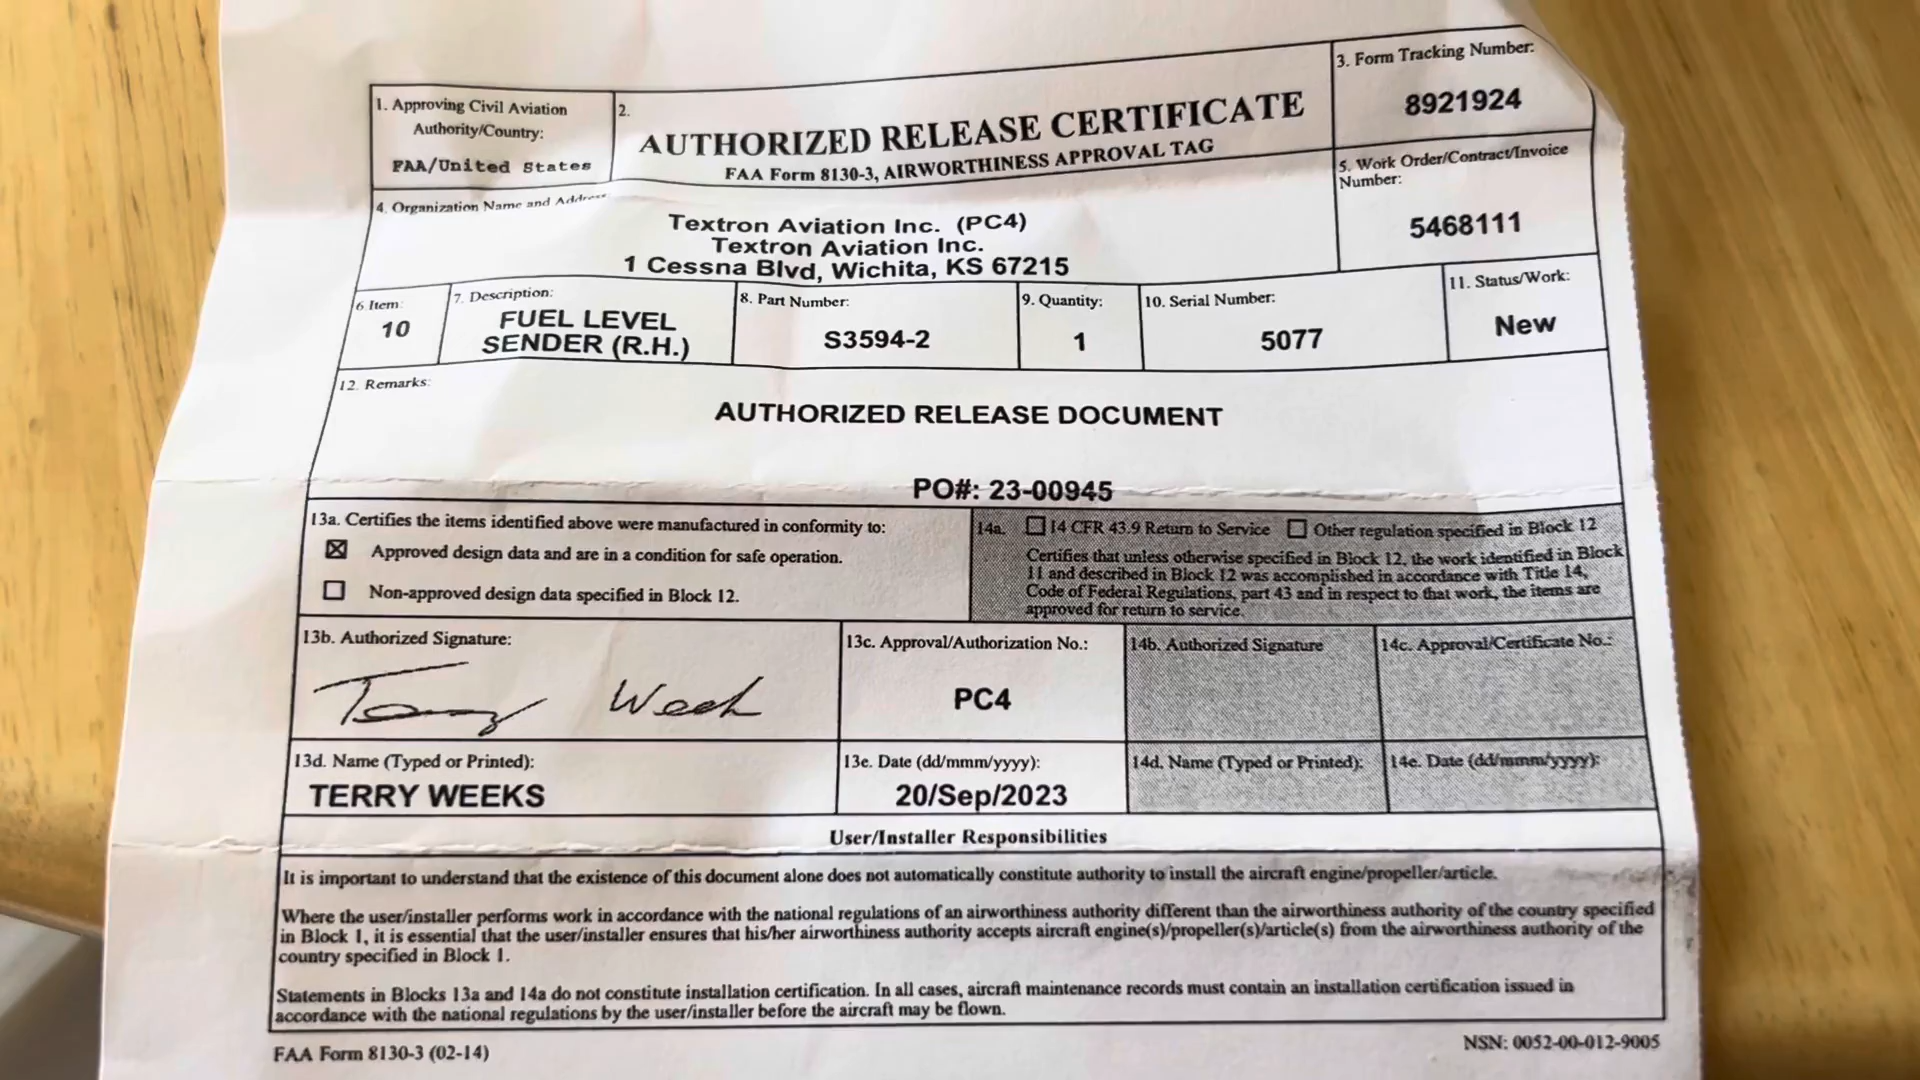 1. Approving Civil Aviation
Authority/Country:
FAA/United States
2.
AUTHORIZED RELEASE CERTIFICATE
FAA Form 8130-3, AIRWORTHINESS APPROVAL TAG
3. Form Tracking Number:
8921924
4. Organization Name and Address
Textron Aviation Inc. (PC4)
Textron Aviation Inc.
1 Cessna Blvd, Wichita, KS 67215
5. Work Order/Contract/Invoice
Number:
5468111
6 Item:
10
7. Description:
FUEL LEVEL
SENDER (R.H.)
8. Part Number:
S3594-2
9. Quantity:
1
10. Serial Number:
5077
11. Status/Work:
New
12. Remarks:
AUTHORIZED RELEASE DOCUMENT
PO#: 23-00945
13a. Certifies the items identified above were manufactured in conformity to:
Approved design data and are in a condition for safe operation.
Non-approved design data specified in Block 12.
14a. 14 CFR 43.9 Return to Service Other regulation specified in Block 12
Certifies that unless otherwise specified in Block 12, the work identified in Block
11 and described in Block 12 was accomplished in accordance with Title 14,
Code of Federal Regulations, part 43 and in respect to that work, the items are
approved for return to service.
13b. Authorized Signature:
Terry Week
13c. Approval/Authorization No.:
PC4
14b. Authorized Signature
14c. Approval/Certificate No.:
13d. Name (Typed or Printed):
TERRY WEEKS
13e. Date (dd/mmm/yyyy):
20/Sep/2023
14d. Name (Typed or Printed):
14e. Date (dd/mmm/yyyy):
User/Installer Responsibilities
It is important to understand that the existence of this document alone does not automatically constitute authority to install the aircraft engine/propeller/article.
Where the user/installer performs work in accordance with the national regulations of an airworthiness authority different than the airworthiness authority of the country specified
in Block 1, it is essential that the user/installer ensures that his/her airworthiness authority accepts aircraft engine(s)/propeller(s)/article(s) from the airworthiness authority of the
country specified in Block 1.
Statements in Blocks 13a and 14a do not constitute installation certification. In all cases, aircraft maintenance records must contain an installation certification issued in
accordance with the national regulations by the user/installer before the aircraft may be flown.
FAA Form 8130-3 (02-14)
NSN: 0052-00-012-9005